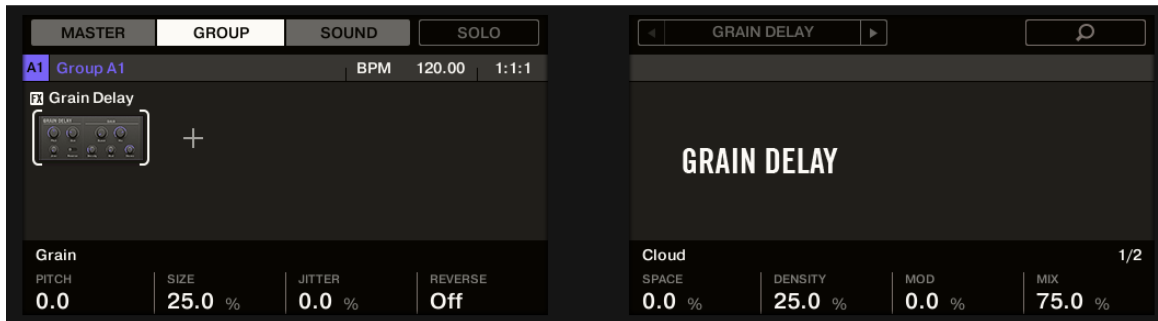 MASTER GROUP SOUND SOLO
A1 Group A1 BPM 120.00 1:1:1
FX Grain Delay
GRAIN DELAY
Grain
PITCH SIZE JITTER REVERSE
0.0 25.0 % 0.0 % Off
GRAIN DELAY
GRAIN DELAY
Cloud 1/2
SPACE DENSITY MOD MIX
0.0 % 25.0 % 0.0 % 75.0 %